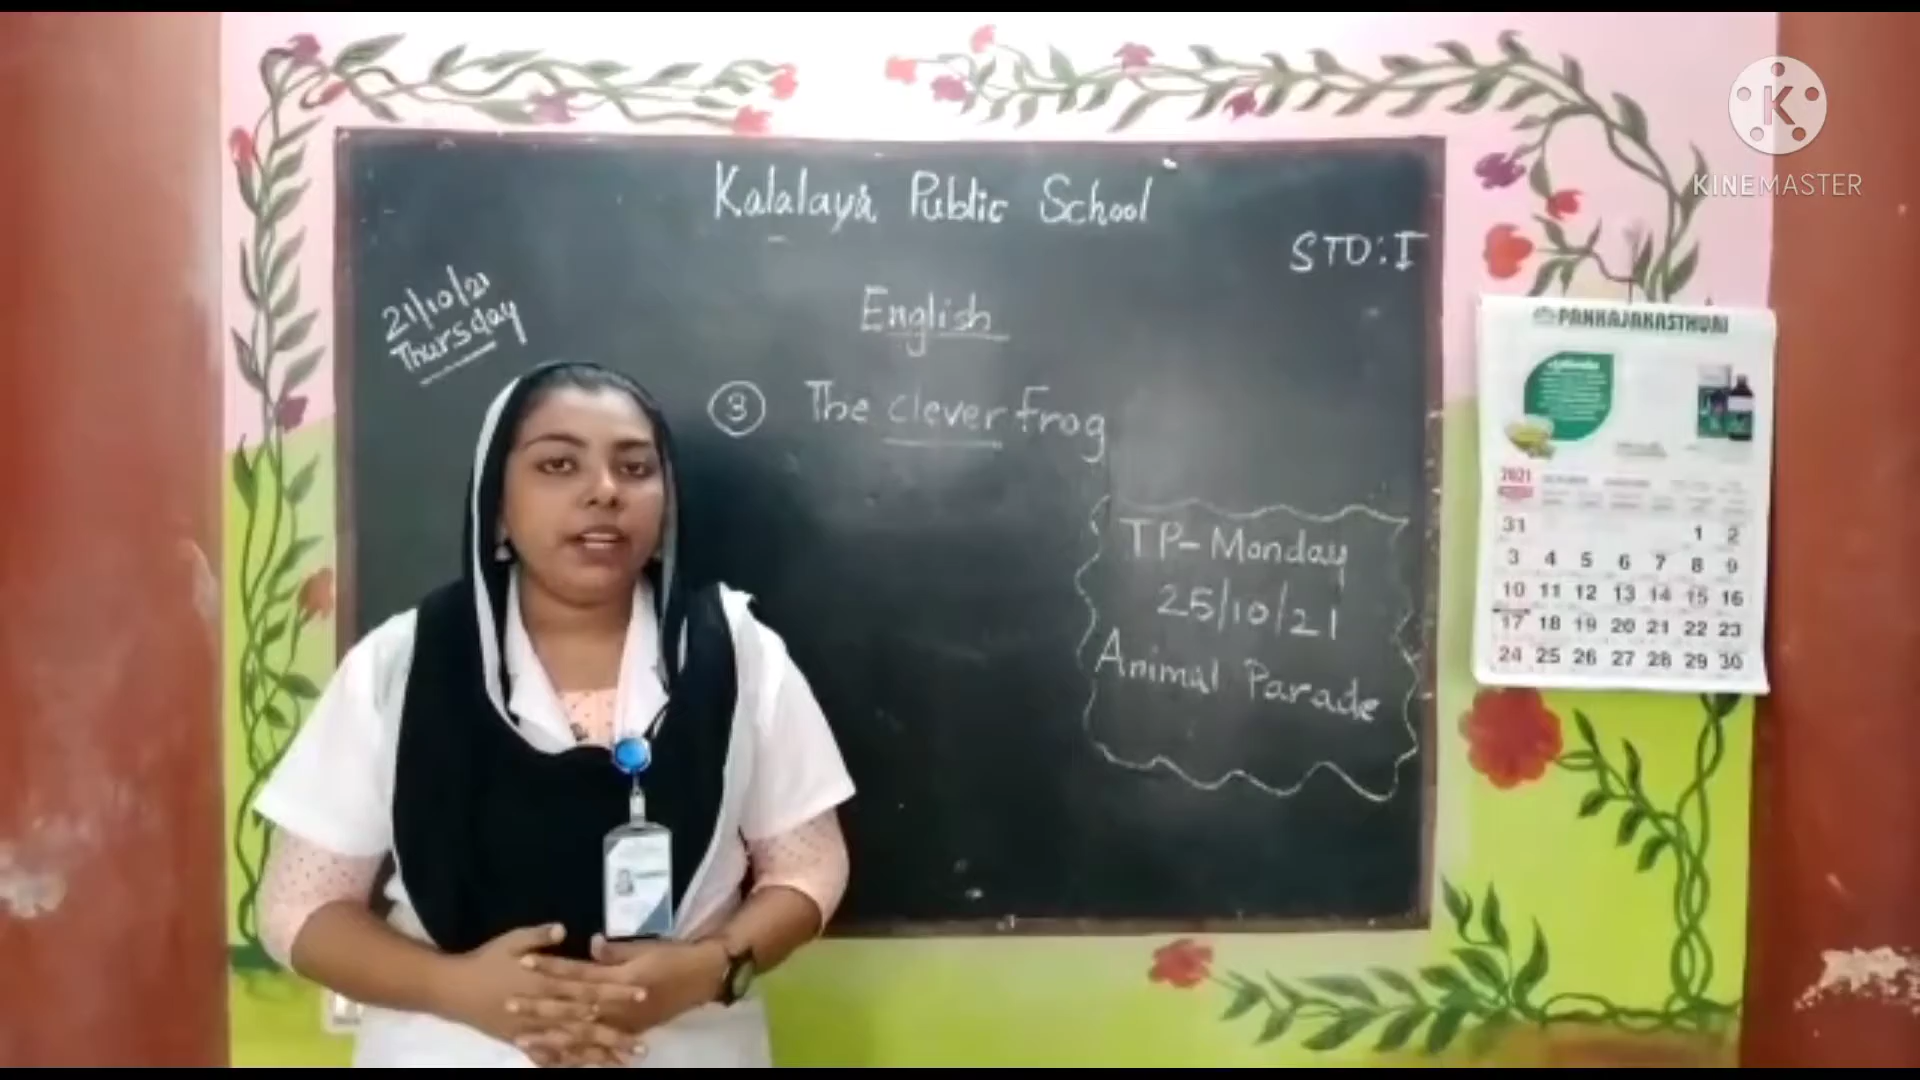 K
KINEMASTER
Kalalaya Public School
STD:I
21/10/21
Thursday
English
3 The clever frog
TP-Monday
25/10/21
Animal Parade
PANKAJAKASTHURI
2021
31 1 2
3 4 5 6 7 8 9
10 11 12 13 14 15 16
17 18 19 20 21 22 23
24 25 26 27 28 29 30